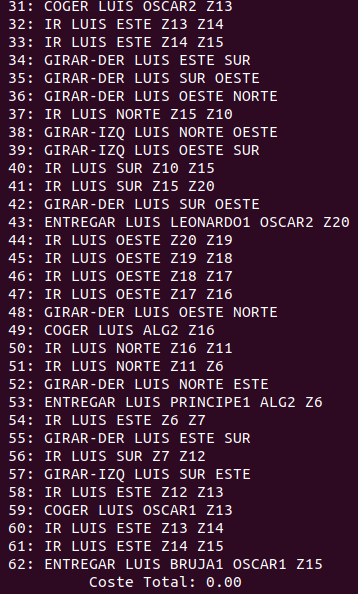 31: COGER LUIS OSCAR2 Z13
32: IR LUIS ESTE Z13 Z14
33: IR LUIS ESTE Z14 Z15
34: GIRAR-DER LUIS ESTE SUR
35: GIRAR-DER LUIS SUR OESTE
36: GIRAR-DER LUIS OESTE NORTE
37: IR LUIS NORTE Z15 Z10
38: GIRAR-IZQ LUIS NORTE OESTE
39: GIRAR-IZQ LUIS OESTE SUR
40: IR LUIS SUR Z10 Z15
41: IR LUIS SUR Z15 Z20
42: GIRAR-DER LUIS SUR OESTE
43: ENTREGAR LUIS LEONARDO1 OSCAR2 Z20
44: IR LUIS OESTE Z20 Z19
45: IR LUIS OESTE Z19 Z18
46: IR LUIS OESTE Z18 Z17
47: IR LUIS OESTE Z17 Z16
48: GIRAR-DER LUIS OESTE NORTE
49: COGER LUIS ALG2 Z16
50: IR LUIS NORTE Z16 Z11
51: IR LUIS NORTE Z11 Z6
52: GIRAR-DER LUIS NORTE ESTE
53: ENTREGAR LUIS PRINCIPE1 ALG2 Z6
54: IR LUIS ESTE Z6 Z7
55: GIRAR-DER LUIS ESTE SUR
56: IR LUIS SUR Z7 Z12
57: GIRAR-IZQ LUIS SUR ESTE
58: IR LUIS ESTE Z12 Z13
59: COGER LUIS OSCAR1 Z13
60: IR LUIS ESTE Z13 Z14
61: IR LUIS ESTE Z14 Z15
62: ENTREGAR LUIS BRUJA1 OSCAR1 Z15
Coste Total: 0.00